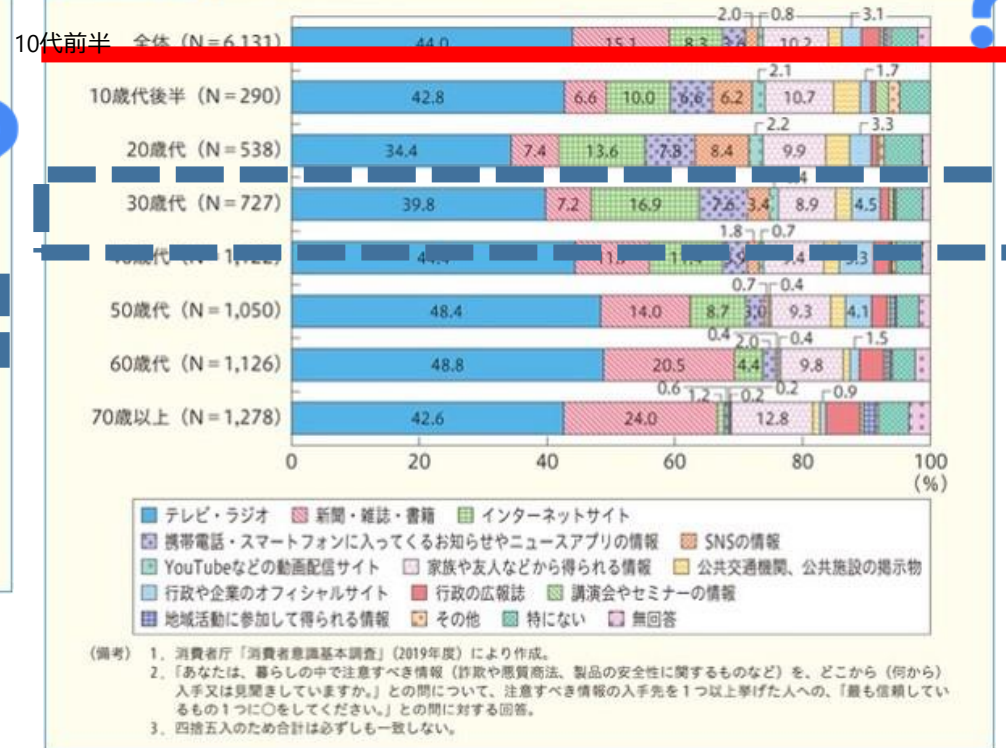 2.0 0.8 3.1
10代前半
全体（N＝6,131） 44.0 15.1 8.3 3.6 10.2
2.1 1.7
10歳代後半（N＝290） 42.8 6.6 10.0 6.6 6.2 10.7
2.2 3.3
20歳代（N＝538） 34.4 7.4 13.6 7.8 8.4 9.9
30歳代（N＝727） 39.8 7.2 16.9 7.6 3.4 8.9 4.5
1.8 0.7
0.7 0.4
50歳代（N＝1,050） 48.4 14.0 8.7 3.0 9.3 4.1
0.4 2.0 0.4 1.5
60歳代（N＝1,126） 48.8 20.5 4.4 9.8
0.6 1.2 0.2 0.2 0.9
70歳以上（N＝1,278） 42.6 24.0 12.8
0 20 40 60 80 100
(%)
テレビ・ラジオ 新聞・雑誌・書籍 インターネットサイト
携帯電話・スマートフォンに入ってくるお知らせやニュースアプリの情報 SNSの情報
YouTubeなどの動画配信サイト 家族や友人などから得られる情報 公共交通機関、公共施設の掲示物
行政や企業のオフィシャルサイト 行政の広報誌 講演会やセミナーの情報
地域活動に参加して得られる情報 その他 特にない 無回答
（備考） 1．消費者庁「消費者意識基本調査」（2019年度）により作成。
2．「あなたは、暮らしの中で注意すべき情報（詐欺や悪質商法、製品の安全性に関するものなど）を、どこから（何から）
入手又は見聞きしていますか。」との問について、注意すべき情報の入手先を１つ以上挙げた人への、「最も信頼してい
るもの１つに○をしてください。」との問に対する回答。
3．四捨五入のため合計は必ずしも一致しない。